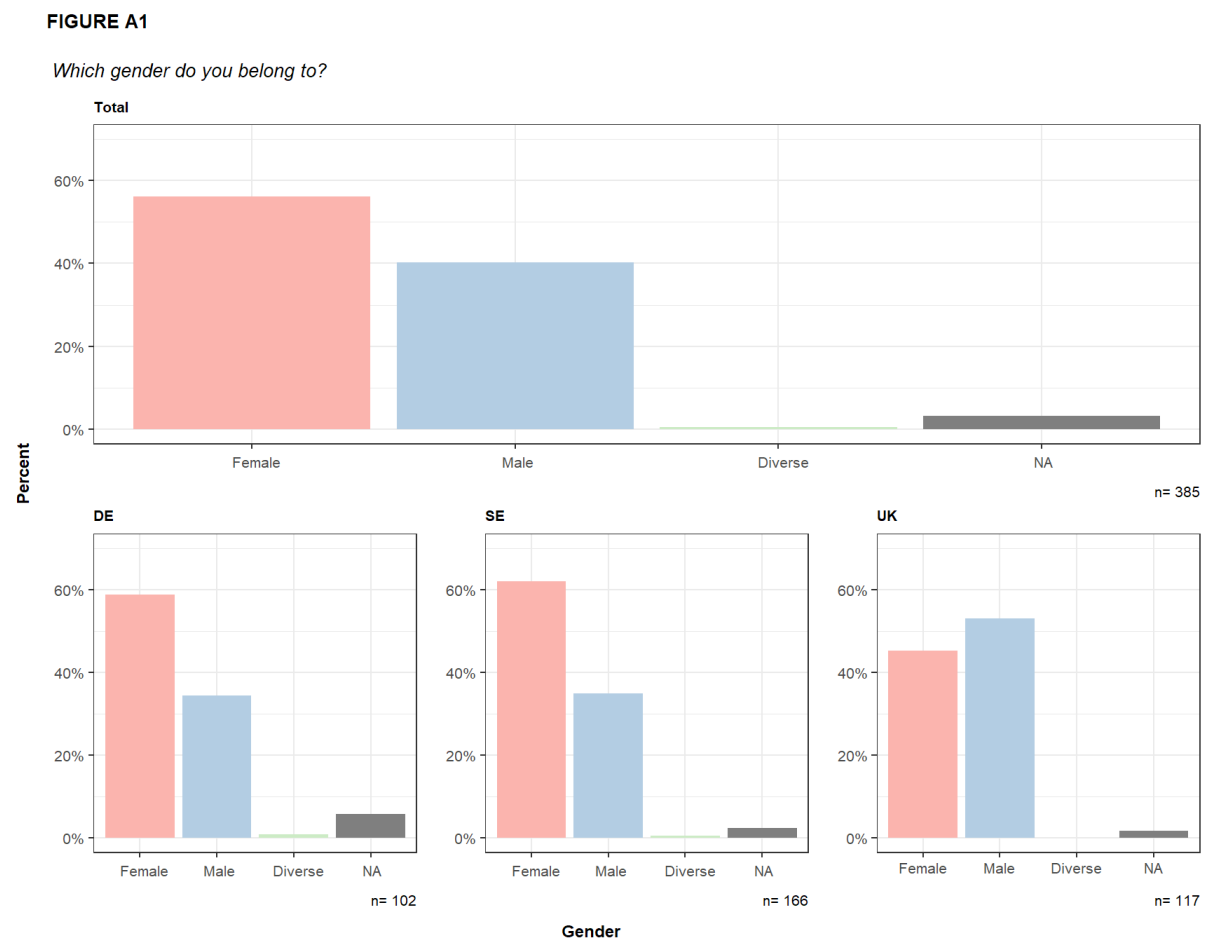 FIGURE A1
Which gender do you belong to?
Total
60%
40%
20%
0%
Female Male Diverse NA
n= 385
Percent
DE
60%
40%
20%
0%
Female Male Diverse NA
n= 102
SE
60%
40%
20%
0%
Female Male Diverse NA
n= 166
UK
60%
40%
20%
0%
Female Male Diverse NA
n= 117
Gender